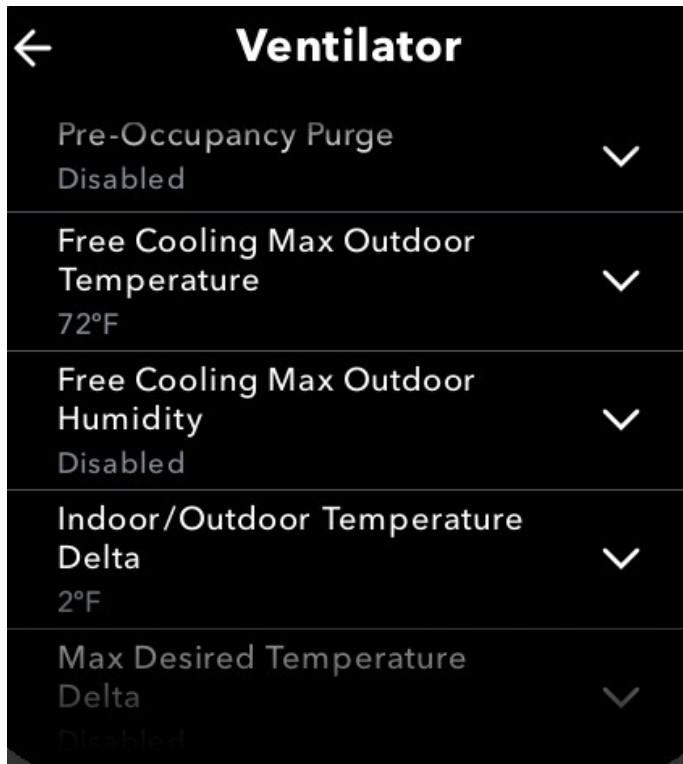 Ventilator
Pre-Occupancy Purge
Disabled
Free Cooling Max Outdoor
Temperature
72°F
Free Cooling Max Outdoor
Humidity
Disabled
Indoor/Outdoor Temperature
Delta
2°F
Max Desired Temperature
Delta
Disabled